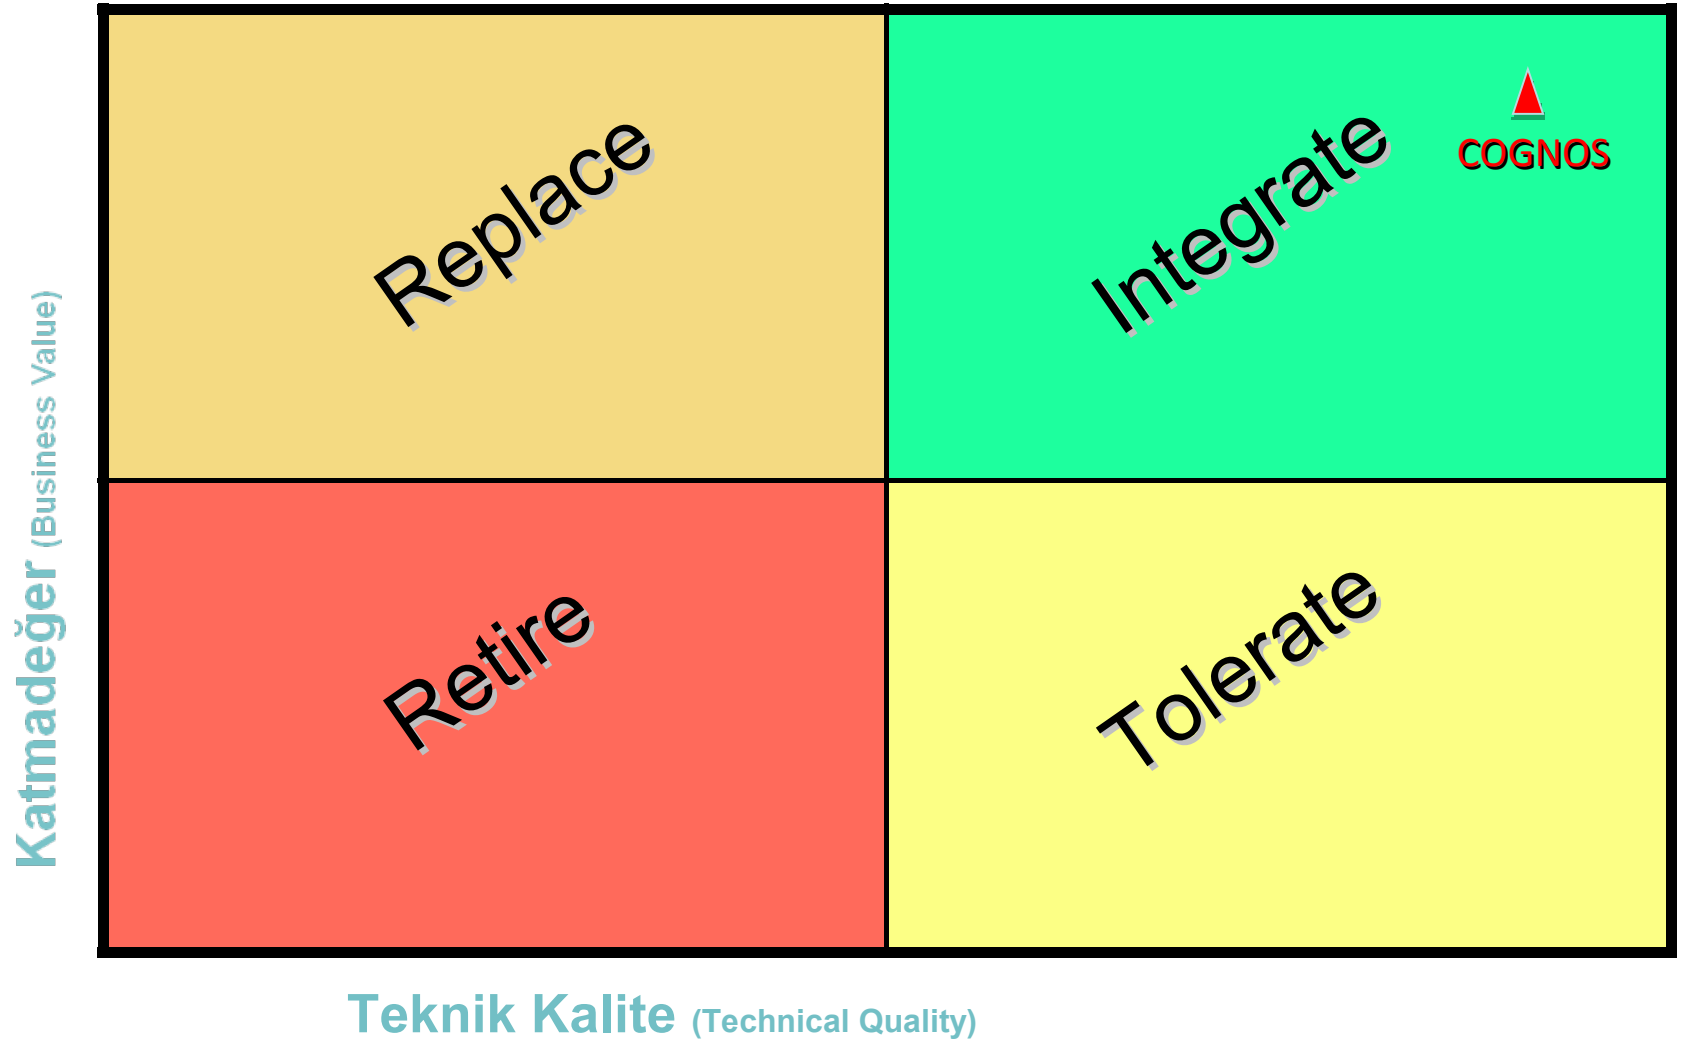 Replace
Integrate
COGNOS
Retire
Tolerate
Katmadeğer (Business Value)
Teknik Kalite (Technical Quality)